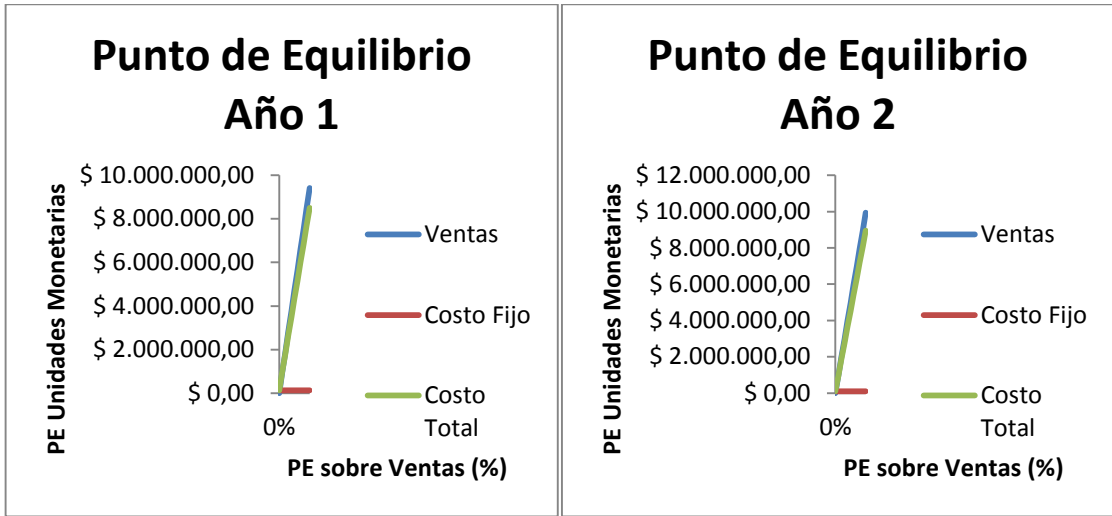 Punto de Equilibrio
Año 1
PE Unidades Monetarias
$ 10.000.000,00
$ 8.000.000,00
$ 6.000.000,00
$ 4.000.000,00
$ 2.000.000,00
$ 0,00
0%
PE sobre Ventas (%)
Ventas
Costo Fijo
Costo
Total
Punto de Equilibrio
Año 2
PE Unidades Monetarias
$ 12.000.000,00
$ 10.000.000,00
$ 8.000.000,00
$ 6.000.000,00
$ 4.000.000,00
$ 2.000.000,00
$ 0,00
0%
PE sobre Ventas (%)
Ventas
Costo Fijo
Costo
Total